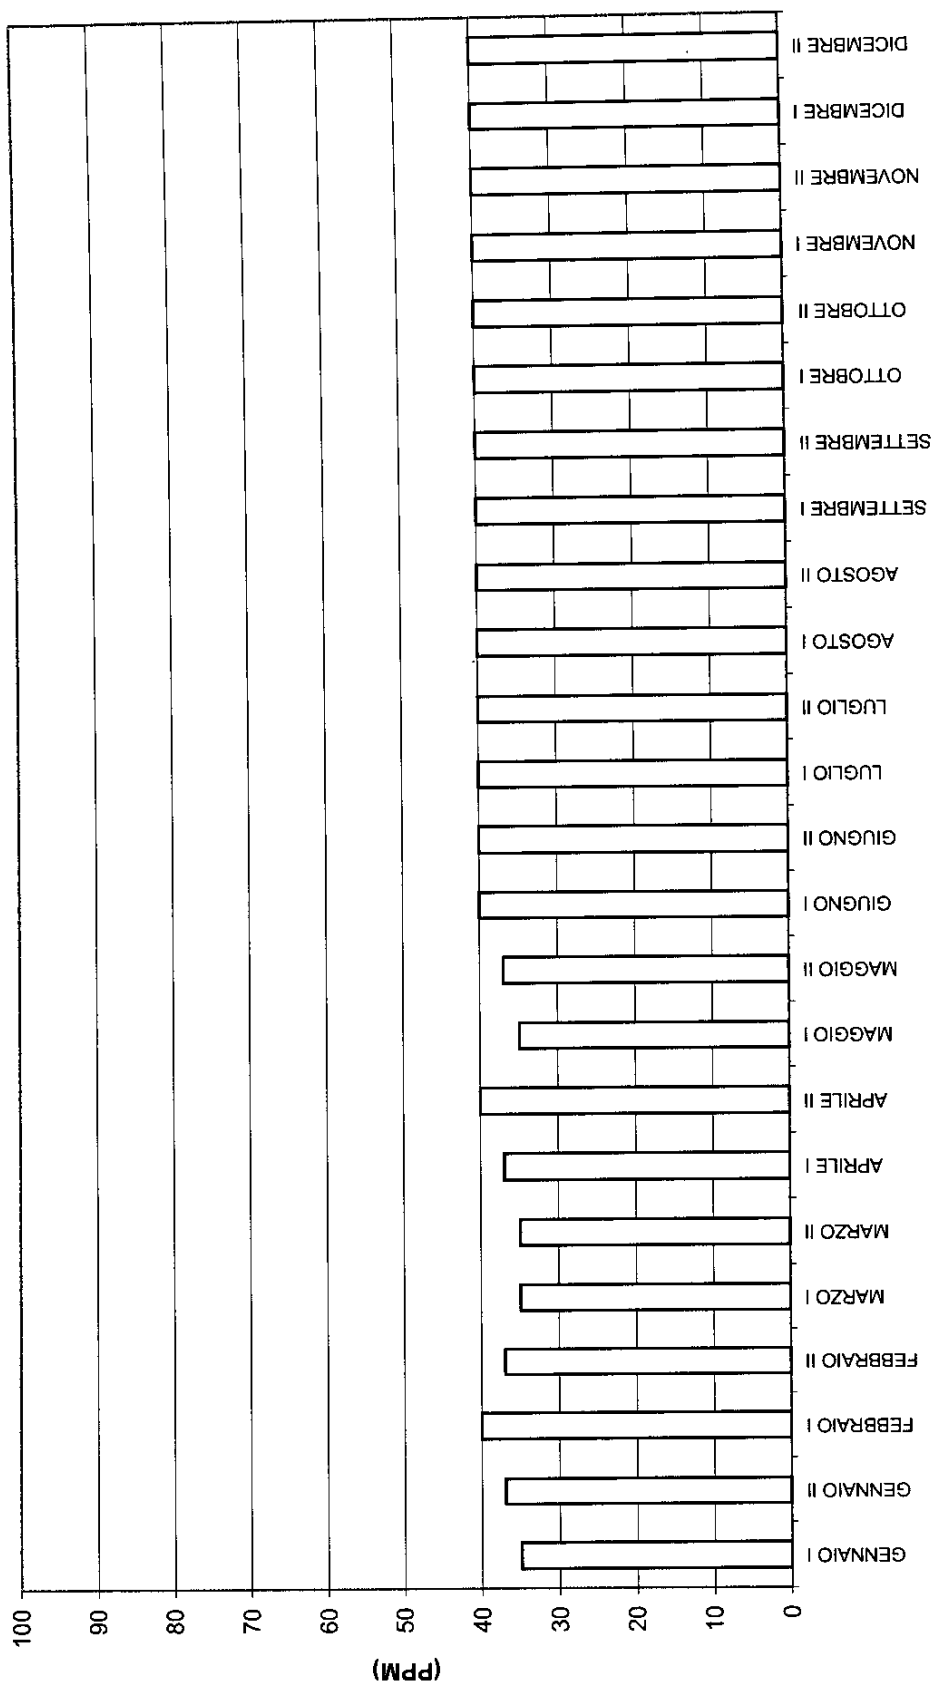 (PPM)
100
90
80
70
60
50
40
30
20
10
0
GENNAIO I
GENNAIO II
FEBBRAIO I
FEBBRAIO II
MARZO I
MARZO II
APRILE I
APRILE II
MAGGIO I
MAGGIO II
GIUGNO I
GIUGNO II
LUGLIO I
LUGLIO II
AGOSTO I
AGOSTO II
SETTEMBRE I
SETTEMBRE II
OTTOBRE I
OTTOBRE II
NOVEMBRE I
NOVEMBRE II
DICEMBRE I
DICEMBRE II